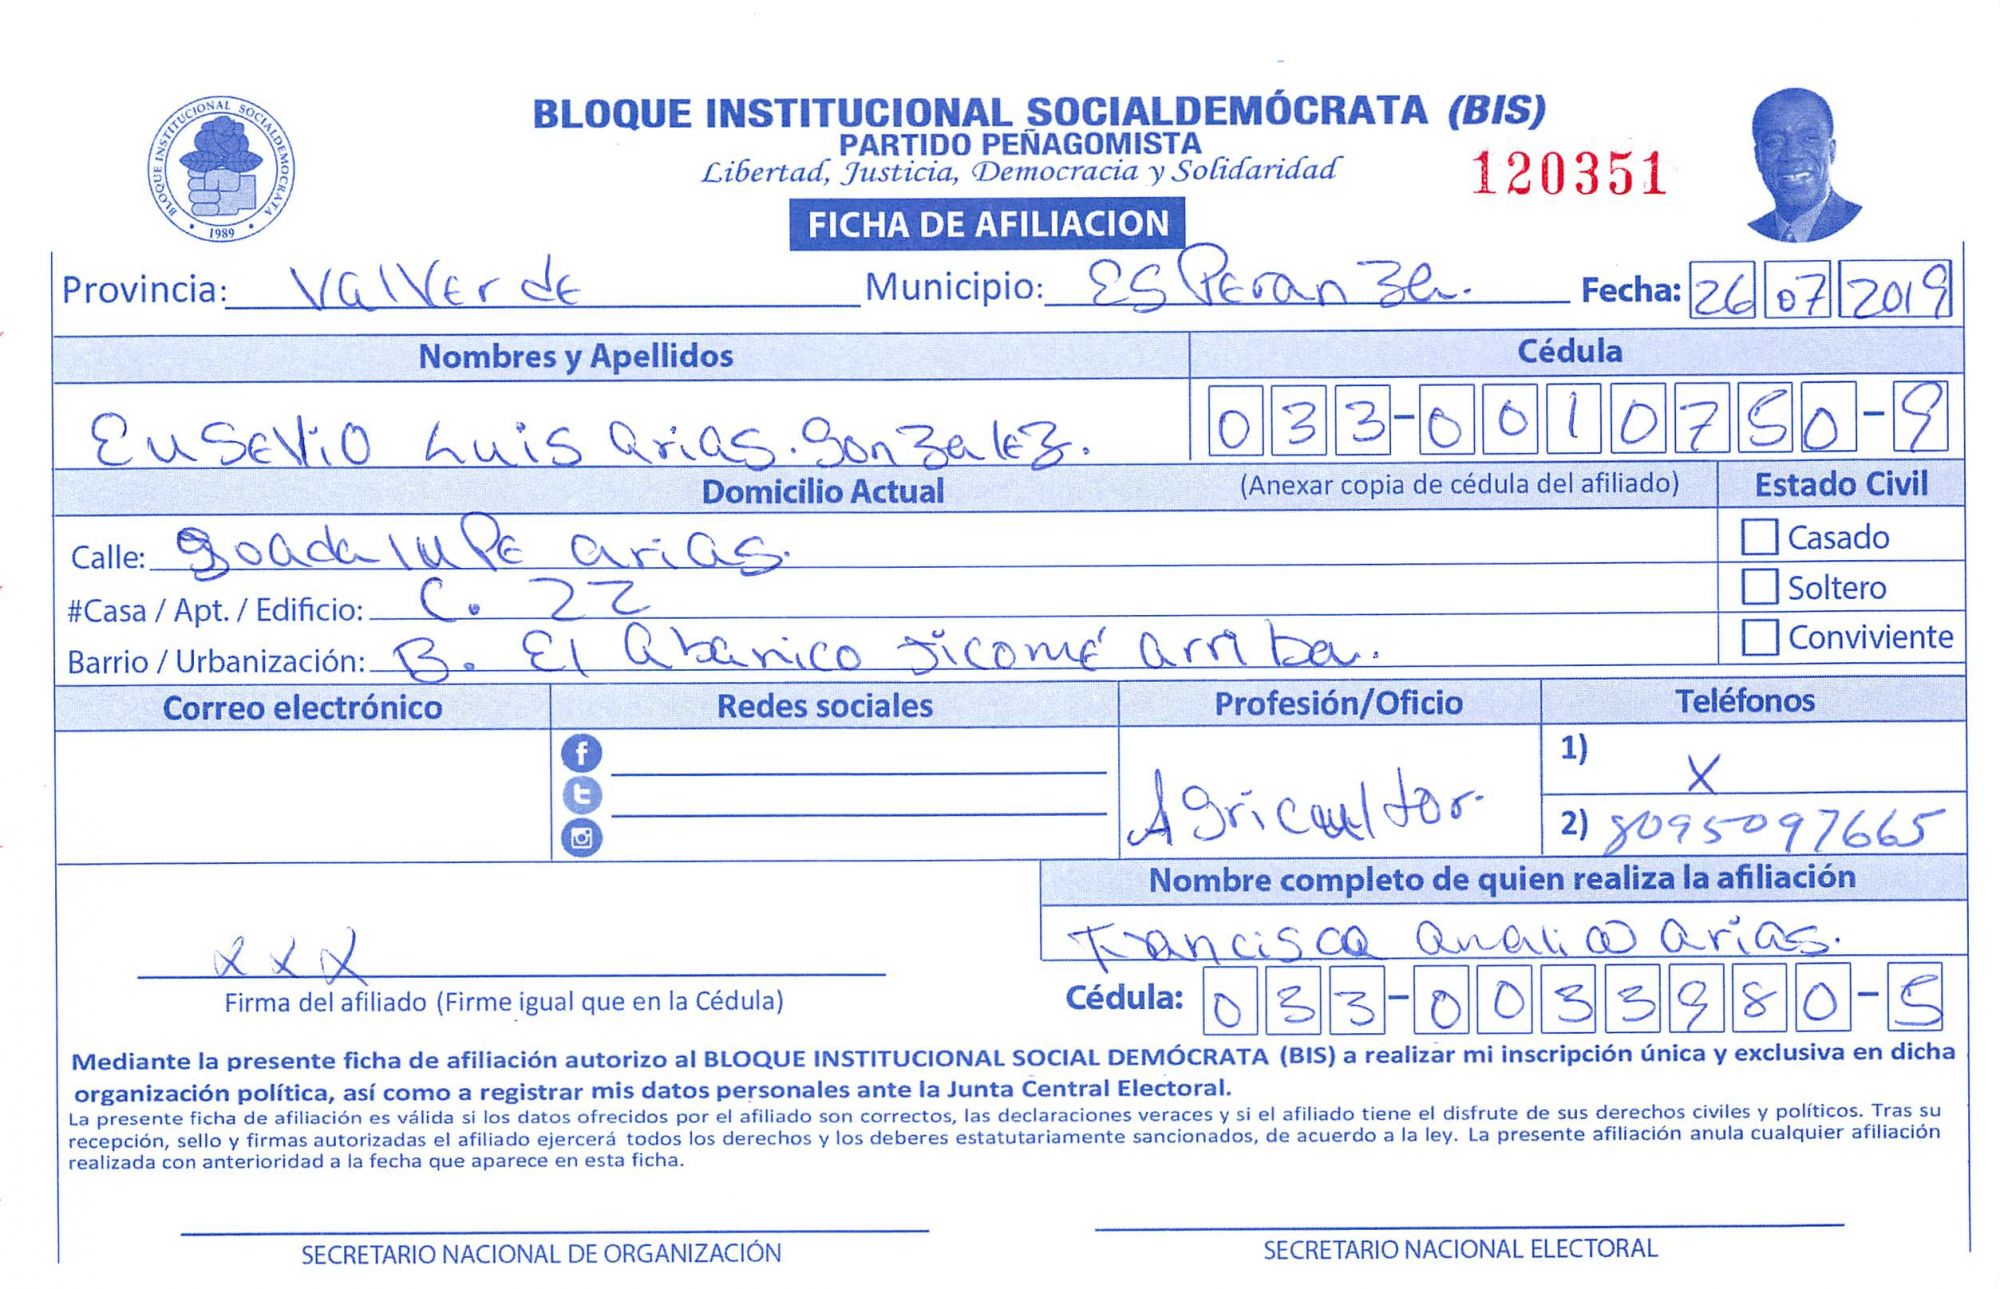 BLOQUE INSTITUCIONAL SOCIALDEMOCRATA
1989
BLOQUE INSTITUCIONAL SOCIALDEMÓCRATA (BIS)
PARTIDO PEÑAGOMISTA
Libertad, Justicia, Democracia y Solidaridad
120351
FICHA DE AFILIACION
Provincia: Valverde Municipio: ESPeranza. Fecha: 26 07 2019
Nombres y Apellidos Cédula
EUSEViO Luis arias. gonzalez. 033-0010750-9
Domicilio Actual (Anexar copia de cédula del afiliado) Estado Civil
Calle: goadalupe arias. Casado
#Casa / Apt. / Edificio: C. 22 Soltero
Barrio / Urbanización: B. El Abanico Jicomé arriba. Conviviente
Correo electrónico Redes sociales Profesión/Oficio Teléfonos
1) X
Agricultor. 2) 8095097665
Nombre completo de quien realiza la afiliación
Francisca analia arias.
x x x
Firma del afiliado (Firme igual que en la Cédula) Cédula: 033-0033980-5
Mediante la presente ficha de afiliación autorizo al BLOQUE INSTITUCIONAL SOCIAL DEMÓCRATA (BIS) a realizar mi inscripción única y exclusiva en dicha
organización política, así como a registrar mis datos personales ante la Junta Central Electoral.
La presente ficha de afiliación es válida si los datos ofrecidos por el afiliado son correctos, las declaraciones veraces y si el afiliado tiene el disfrute de sus derechos civiles y políticos. Tras su
recepción, sello y firmas autorizadas el afiliado ejercerá todos los derechos y los deberes estatutariamente sancionados, de acuerdo a la ley. La presente afiliación anula cualquier afiliación
realizada con anterioridad a la fecha que aparece en esta ficha.
SECRETARIO NACIONAL DE ORGANIZACIÓN SECRETARIO NACIONAL ELECTORAL